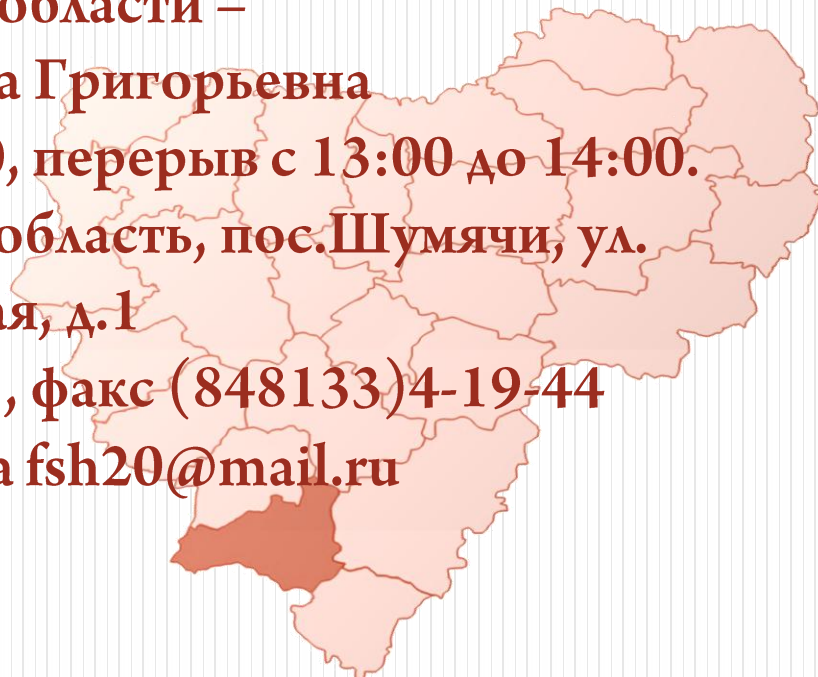 области –
а Григорьевна
, перерыв с 13:00 до 14:00.
область, пос.Шумячи, ул.
ая, д.1
, факс (848133)4-19-44
а fsh20@mail.ru